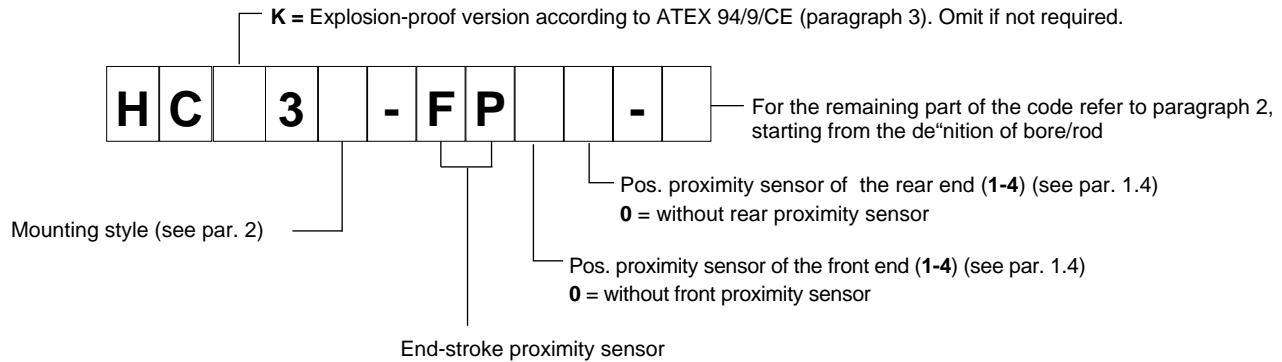 K = Explosion-proof version according to ATEX 94/9/CE (paragraph 3). Omit if not required.
H C 3 - F P -
For the remaining part of the code refer to paragraph 2,
starting from the de“nition of bore/rod
Pos. proximity sensor of the rear end (1-4) (see par. 1.4)
0 = without rear proximity sensor
Mounting style (see par. 2)
Pos. proximity sensor of the front end (1-4) (see par. 1.4)
0 = without front proximity sensor
End-stroke proximity sensor